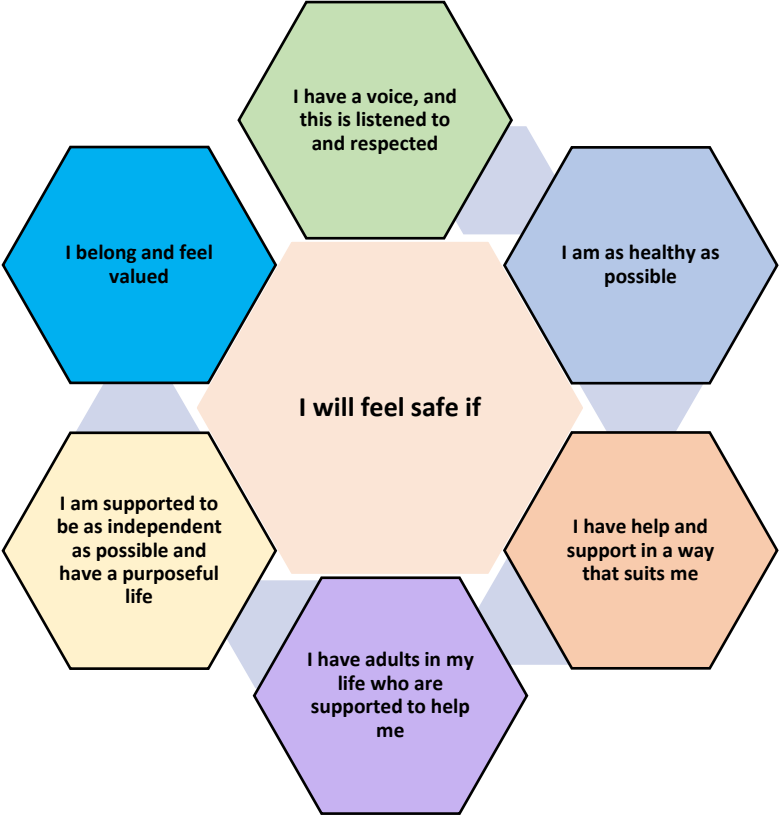 I have a voice, and
this is listened to
and respected
I am as healthy as
possible
I have help and
support in a way
that suits me
I have adults in my
life who are
supported to help
me
I am supported to
be as independent
as possible and
have a purposeful
life
I belong and feel
valued
I will feel safe if